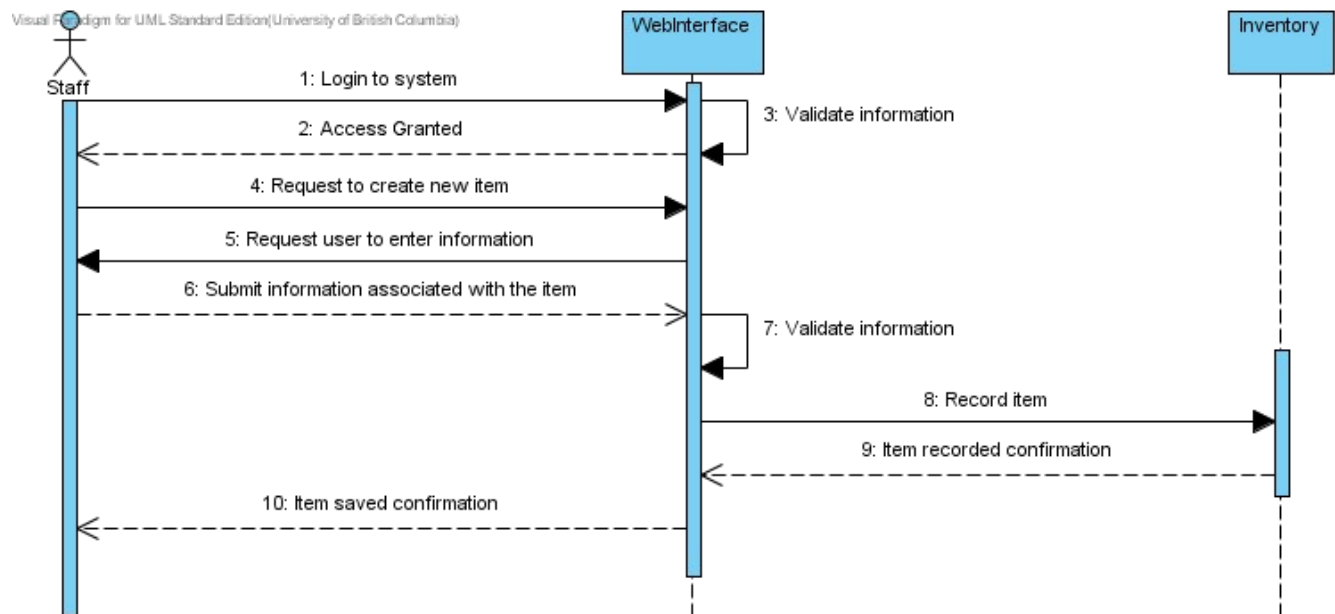 Visual Paradigm for UML Standard Edition(University of British Columbia)
WebInterface
Inventory
Staff
1: Login to system
3: Validate information
2: Access Granted
4: Request to create new item
5: Request user to enter information
6: Submit information associated with the item
7: Validate information
8: Record item
9: Item recorded confirmation
10: Item saved confirmation